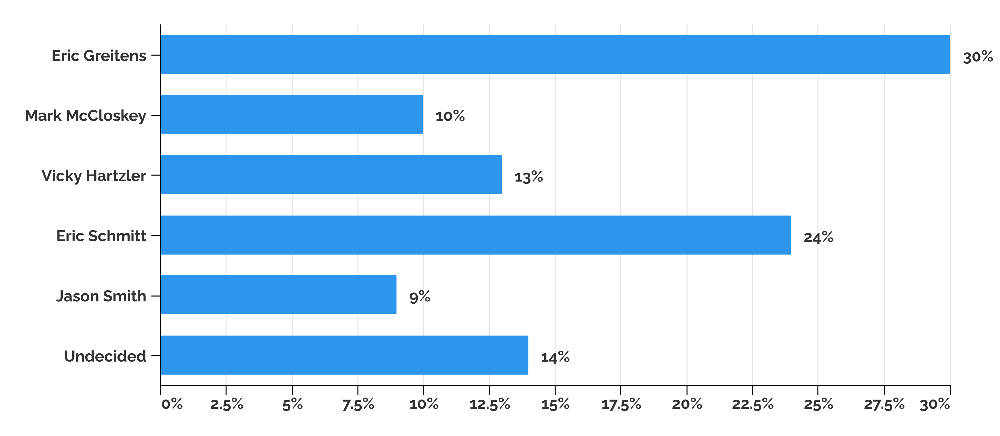 Eric Greitens 30%
Mark McCloskey 10%
Vicky Hartzler 13%
Eric Schmitt 24%
Jason Smith 9%
Undecided 14%
0% 2.5% 5% 7.5% 10% 12.5% 15% 17.5% 20% 22.5% 25% 27.5% 30%